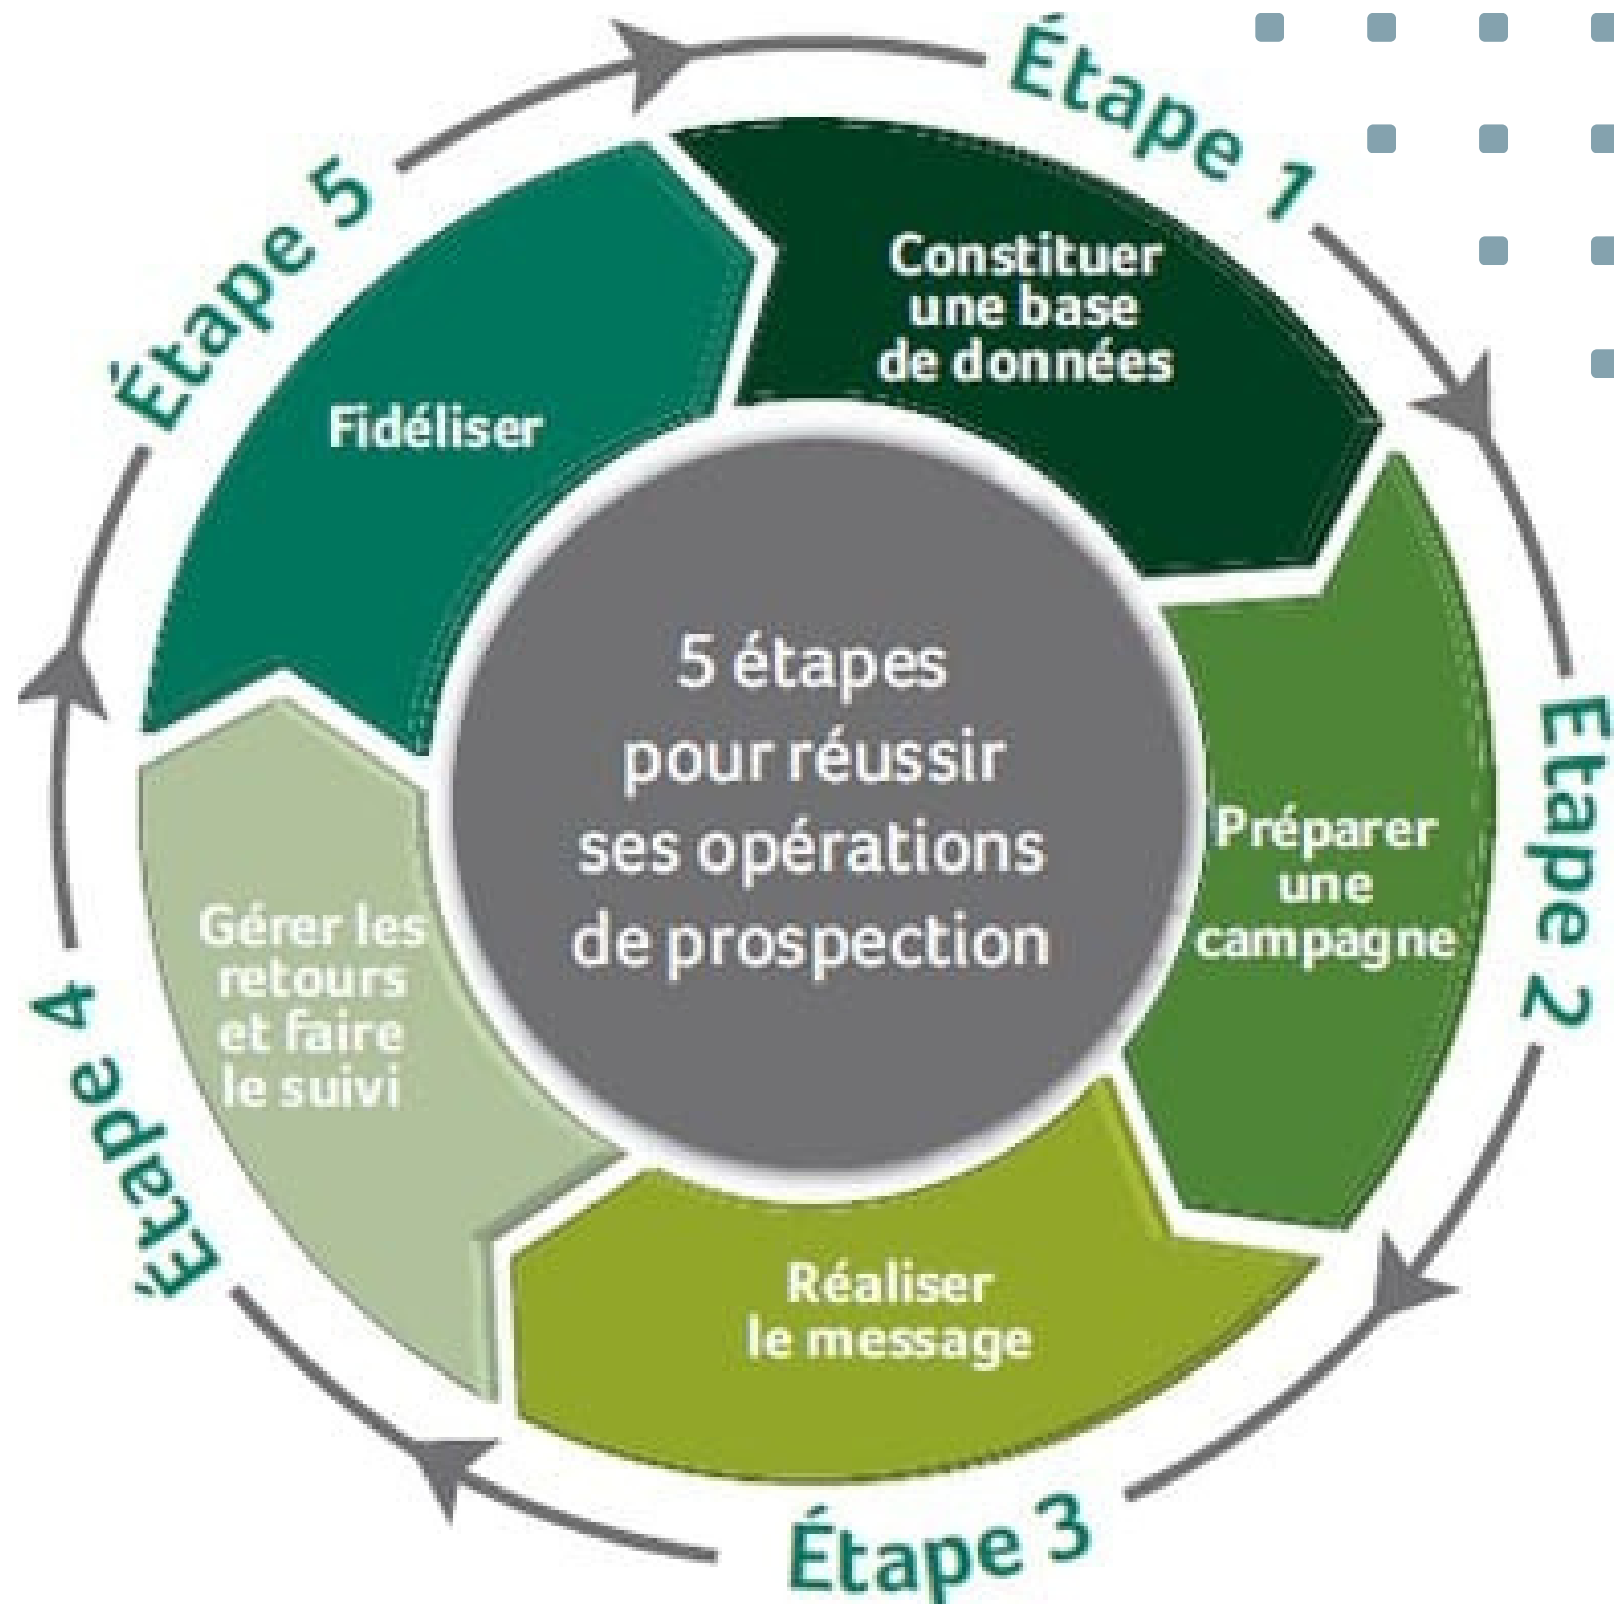 5 étapes
pour réussir
ses opérations
de prospection
Étape 1
Constituer
une base
de données
Étape 2
Préparer
une
campagne
Étape 3
Réaliser
le message
Étape 4
Gérer les
retours
et faire
le suivi
Étape 5
Fidéliser